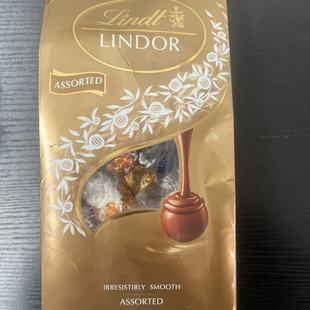 Lindt
LINDOR
ASSORTED
IRRESISTIBLY SMOOTH
ASSORTED